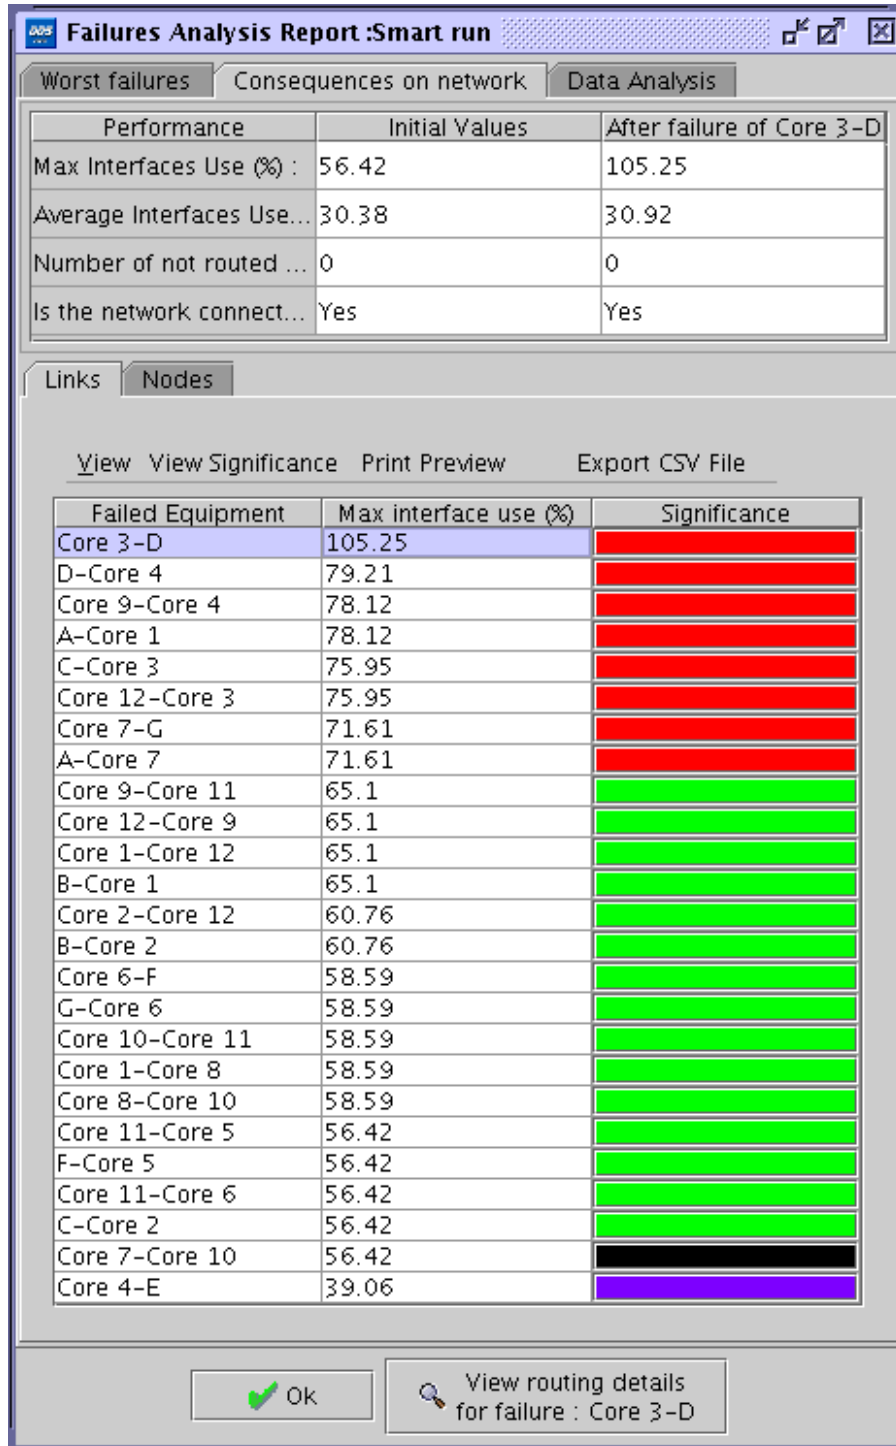 DDS Failures Analysis Report :Smart run
Worst failures Consequences on network Data Analysis
Performance Initial Values After failure of Core 3-D
Max Interfaces Use (%) : 56.42 105.25
Average Interfaces Use... 30.38 30.92
Number of not routed ... 0 0
Is the network connect... Yes Yes
Links Nodes
View View Significance Print Preview Export CSV File
Failed Equipment Max interface use (%) Significance
Core 3-D 105.25
D-Core 4 79.21
Core 9-Core 4 78.12
A-Core 1 78.12
C-Core 3 75.95
Core 12-Core 3 75.95
Core 7-G 71.61
A-Core 7 71.61
Core 9-Core 11 65.1
Core 12-Core 9 65.1
Core 1-Core 12 65.1
B-Core 1 65.1
Core 2-Core 12 60.76
B-Core 2 60.76
Core 6-F 58.59
G-Core 6 58.59
Core 10-Core 11 58.59
Core 1-Core 8 58.59
Core 8-Core 10 58.59
Core 11-Core 5 56.42
F-Core 5 56.42
Core 11-Core 6 56.42
C-Core 2 56.42
Core 7-Core 10 56.42
Core 4-E 39.06
Ok
View routing details
for failure : Core 3-D